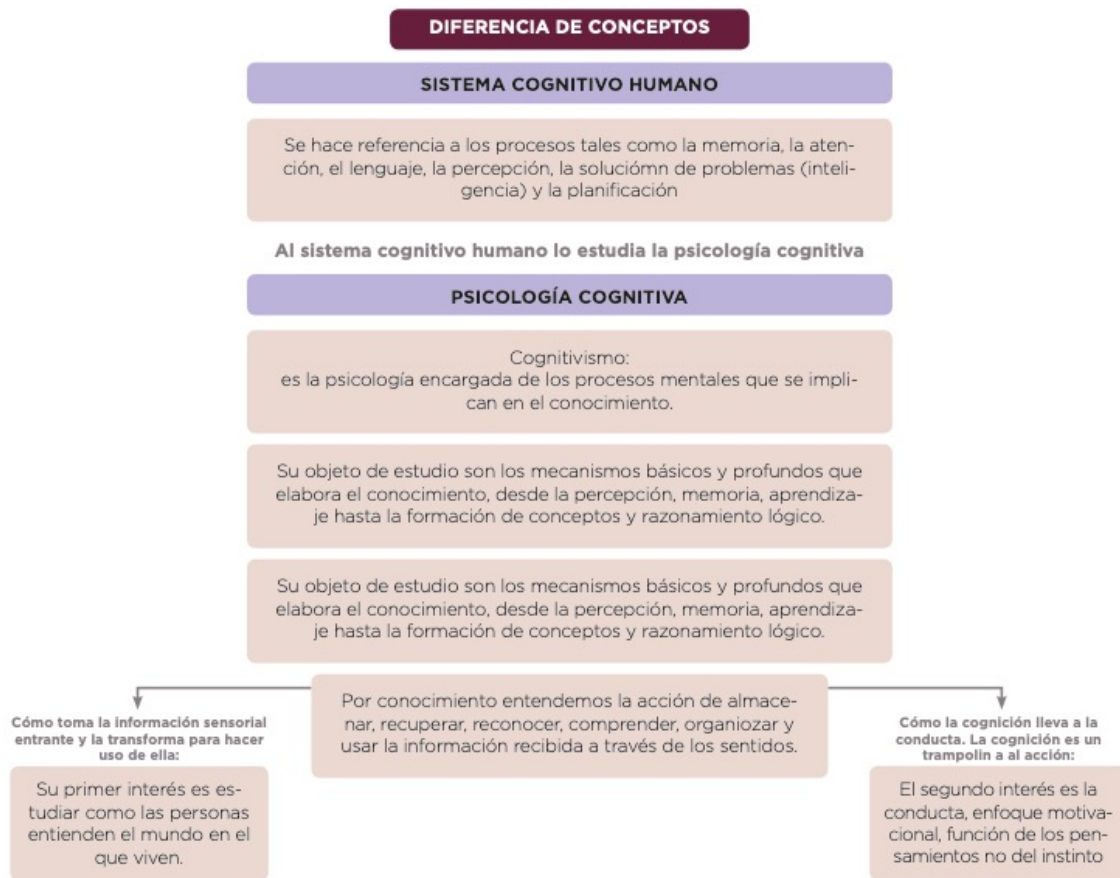 DIFERENCIA DE CONCEPTOS
SISTEMA COGNITIVO HUMANO
Se hace referencia a los procesos tales como la memoria, la aten-
ción, el lenguaje, la percepción, la soluciómn de problemas (inteli-
gencia) y la planificación
Al sistema cognitivo humano lo estudia la psicología cognitiva
PSICOLOGÍA COGNITIVA
Cognitivismo:
es la psicología encargada de los procesos mentales que se impli-
can en el conocimiento.
Su objeto de estudio son los mecanismos básicos y profundos que
elabora el conocimiento, desde la percepción, memoria, aprendiza-
je hasta la formación de conceptos y razonamiento lógico.
Su objeto de estudio son los mecanismos básicos y profundos que
elabora el conocimiento, desde la percepción, memoria, aprendiza-
je hasta la formación de conceptos y razonamiento lógico.
Por conocimiento entendemos la acción de almace-
nar, recuperar, reconocer, comprender, organiozar y
usar la información recibida a través de los sentidos.
Cómo toma la información sensorial
entrante y la transforma para hacer
uso de ella:
Su primer interés es es-
tudiar como las personas
entienden el mundo en el
que viven.
Cómo la cognición lleva a la
conducta. La cognición es un
trampolin a al acción:
El segundo interés es la
conducta, enfoque motiva-
cional, función de los pen-
samientos no del instinto